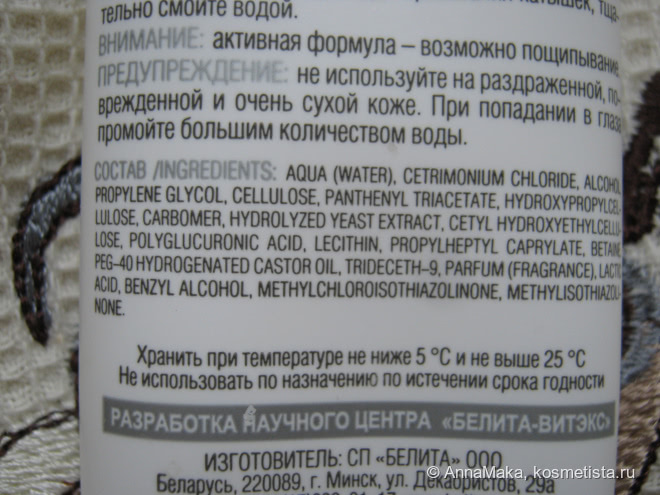 тельно смойте водой.
ВНИМАНИЕ: активная формула – возможно пощипывание
ПРЕДУПРЕЖДЕНИЕ: не используйте на раздраженной, по-
врежденной и очень сухой коже. При попадании в глаза
промойте большим количеством воды.
СОСТАВ /INGREDIENTS: AQUA (WATER), CETRIMONIUM CHLORIDE, ALCOHOL,
PROPYLENE GLYCOL, CELLULOSE, PANTHENYL TRIACETATE, HYDROXYPROPYLCEL-
LULOSE, CARBOMER, HYDROLYZED YEAST EXTRACT, CETYL HYDROXYETHYLCELLU-
LOSE, POLYGLUCURONIC ACID, LECITHIN, PROPYLHEPTYL CAPRYLATE, BETAINE,
PEG-40 HYDROGENATED CASTOR OIL, TRIDECETH–9, PARFUM (FRAGRANCE), LACTIC
ACID, BENZYL ALCOHOL, METHYLCHLOROISOTHIAZOLINONE, METHYLISOTHIAZOLI-
NONE.
Хранить при температуре не ниже 5 °С и не выше 25 °С
Не использовать по назначению по истечении срока годности
РАЗРАБОТКА НАУЧНОГО ЦЕНТРА «БЕЛИТА-ВИТЭКС»
ИЗГОТОВИТЕЛЬ: СП «БЕЛИТА» ООО
Беларусь, 220089, г. Минск, ул. Декабристов, 29а
© AnnaMaka, kosmetista.ru